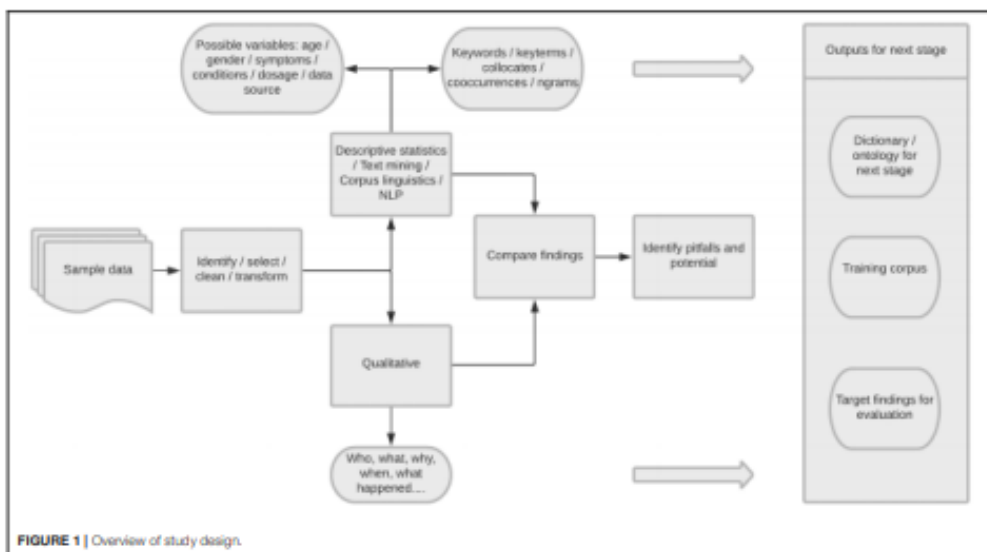 Possible variables: age /
gender / symptoms /
conditions / dosage / data
source
Keywords / keyterms /
collocates /
cooccurrences / ngrams
Outputs for next stage
Descriptive statistics
/ Text mining /
Corpus linguistics /
NLP
Dictionary /
ontology for
next stage
Sample data
Identify / select /
clean / transform
Compare findings
Identify pitfalls and
potential
Training corpus
Qualitative
Target findings for
evaluation
Who, what, why,
when, what
happened....
FIGURE 1 | Overview of study design.